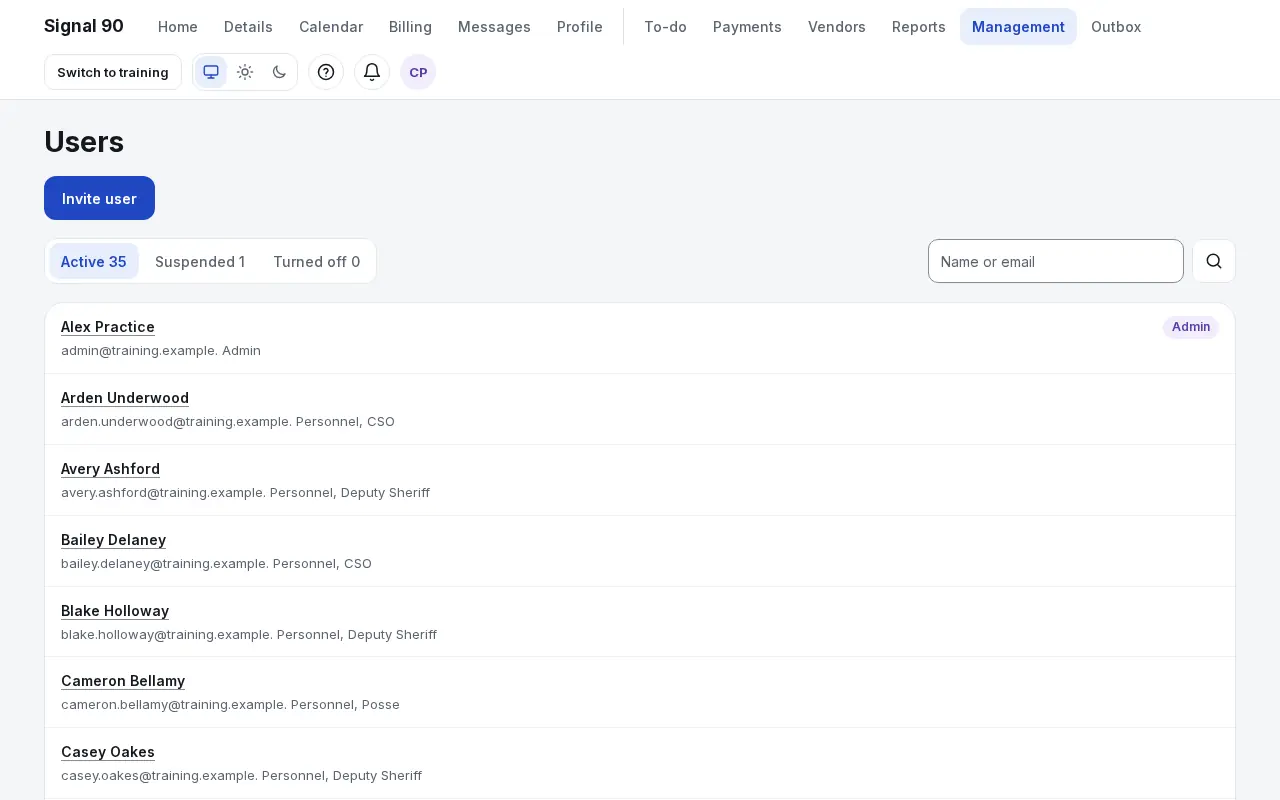 Signal 90
Home
Details
Calendar
Billing
Messages
Profile
To-do
Payments
Vendors
Reports
Management
Outbox
Switch to training
CP
Users
Invite user
Active 35
Suspended 1
Turned off 0
Name or email
Alex Practice
Admin
admin@training.example. Admin
Arden Underwood
arden.underwood@training.example. Personnel, CSO
Avery Ashford
avery.ashford@training.example. Personnel, Deputy Sheriff
Bailey Delaney
bailey.delaney@training.example. Personnel, CSO
Blake Holloway
blake.holloway@training.example. Personnel, Deputy Sheriff
Cameron Bellamy
cameron.bellamy@training.example. Personnel, Posse
Casey Oakes
casey.oakes@training.example. Personnel, Deputy Sheriff